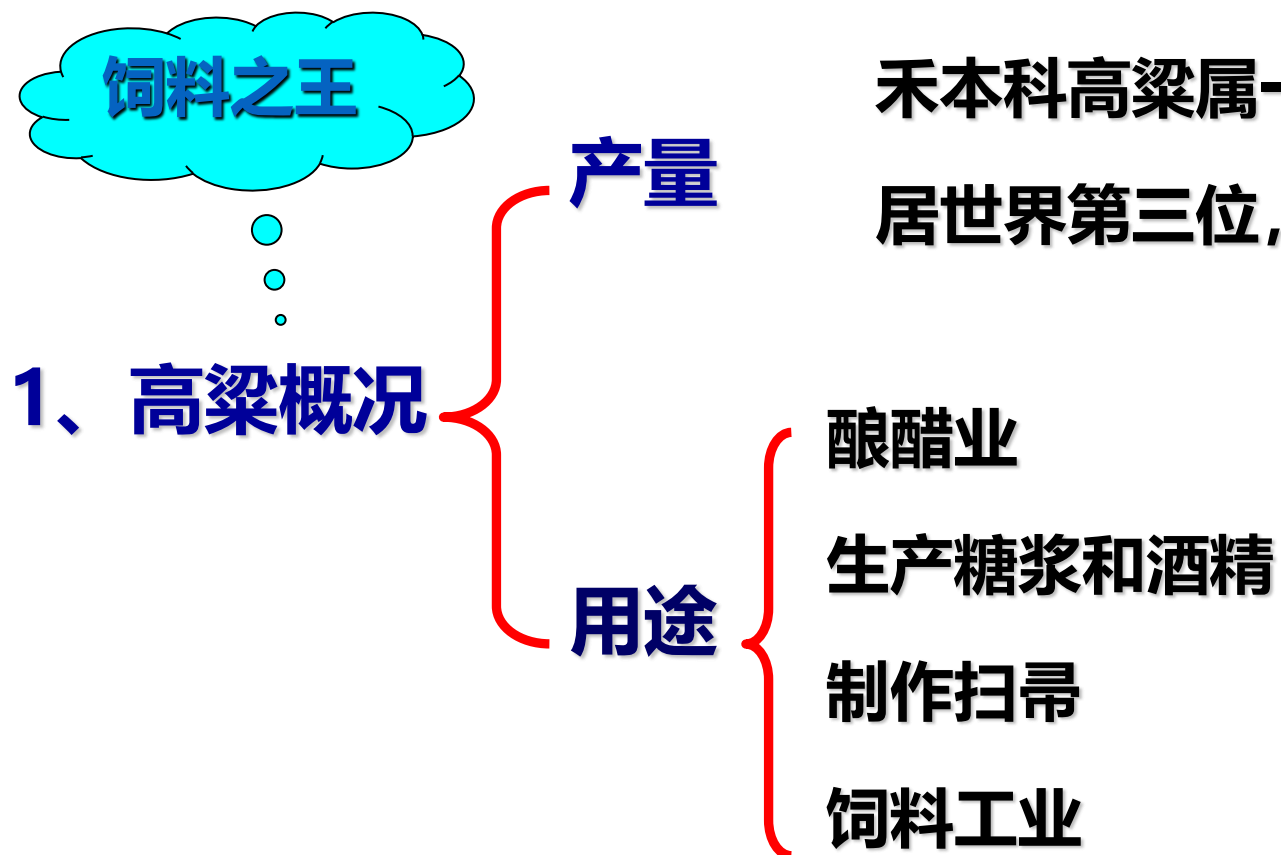 饲料之王
禾本科高粱属
产量
居世界第三位，
1、高粱概况
酿醋业
生产糖浆和酒精
用途
制作扫帚
饲料工业